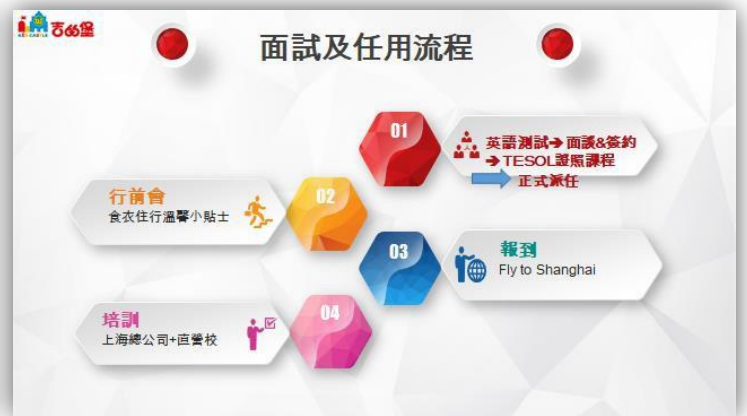 吉的堡
面試及任用流程
01
英語測試→面談&簽約
→TESOL證照課程
正式派任
02
行前會
食衣住行溫馨小貼士
03
報到
Fly to Shanghai
04
培訓
上海總公司+直營校